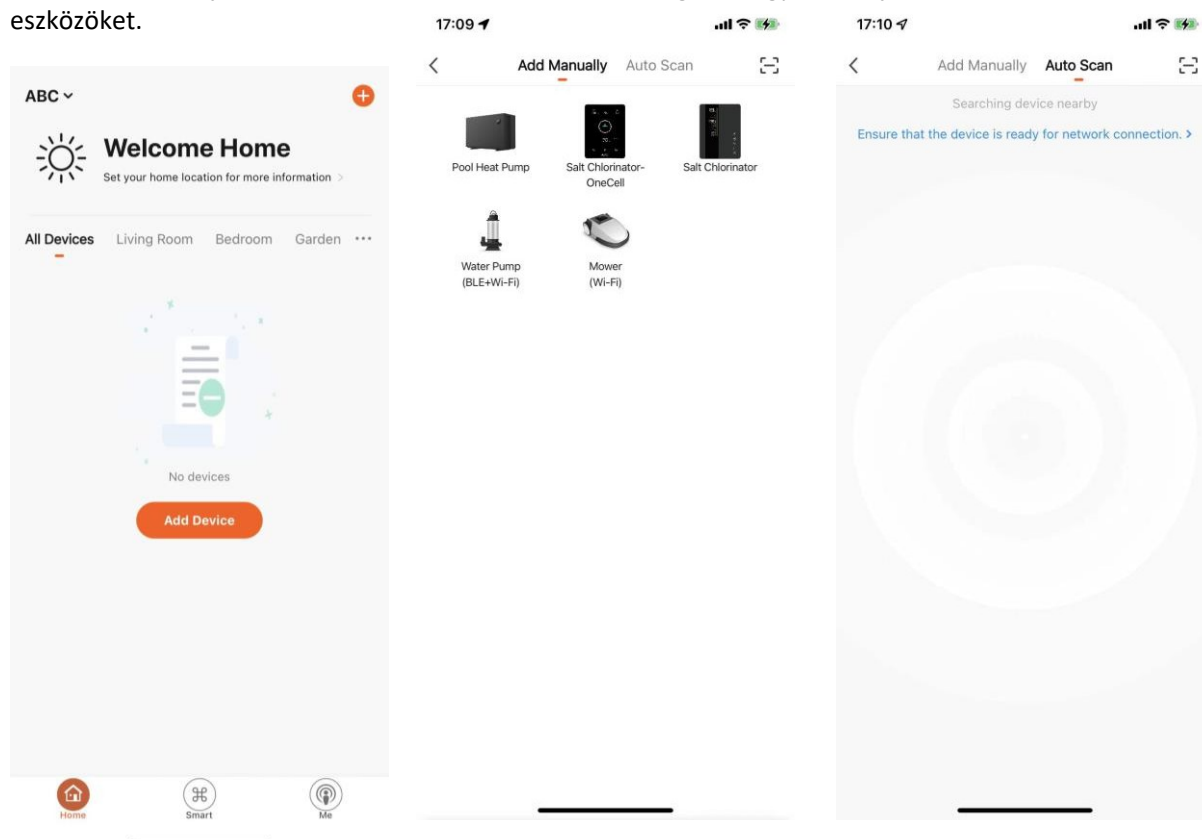 eszközöket.
ABC
Welcome Home
Set your home location for more information >
All Devices Living Room Bedroom Garden ...
No devices
Add Device
Home Smart Me
17:09
< Add Manually Auto Scan
Pool Heat Pump
Salt Chlorinator-
OneCell
Salt Chlorinator
Water Pump
(BLE+Wi-Fi)
Mower
(Wi-Fi)
17:10
< Add Manually Auto Scan
Searching device nearby
Ensure that the device is ready for network connection. >